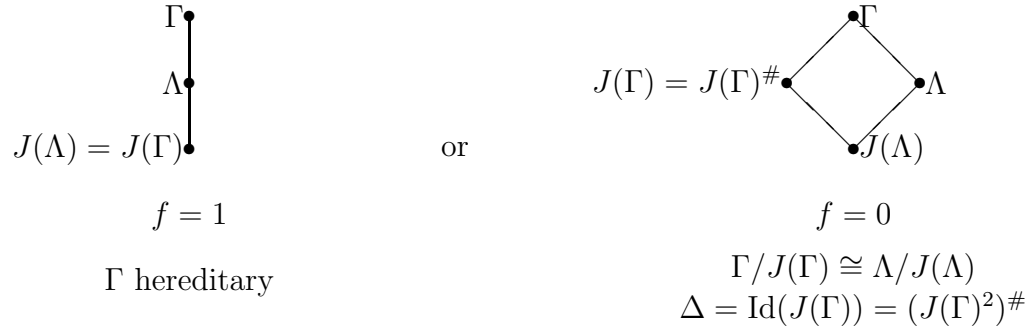 Γ Γ
Λ J(Γ) = J(Γ)^# Λ
J(Λ) = J(Γ) or J(Λ)
f = 1 f = 0
Γ hereditary Γ/J(Γ) ≅ Λ/J(Λ)
Δ = Id(J(Γ)) = (J(Γ)²)^#